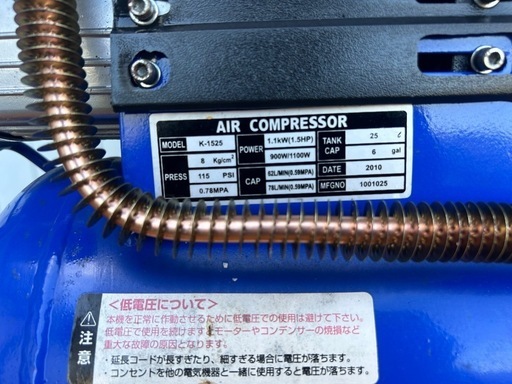 AIR COMPRESSOR
MODEL K-1525 POWER 1.1kW(1.5HP) TANK CAP 25 ℓ
8 Kg/cm² 900W/1100W 6 gal
PRESS 115 PSI CAP 62L/MIN(0.59MPA) DATE 2010
0.78MPA 76L/MIN(0.59MPA) MFGNO 1001025
注意
＜低電圧について＞
本機を正常に作動させるために低電圧での使用は避けて下さい。
低電圧で使用を続けますとモーターやコンデンサーの焼損など
重大な故障の原因になります。
・延長コードが長すぎたり、細すぎる場合に電圧が落ちます。
・コンセントを他の電気機器と一緒に使用すると電圧が落ちます。